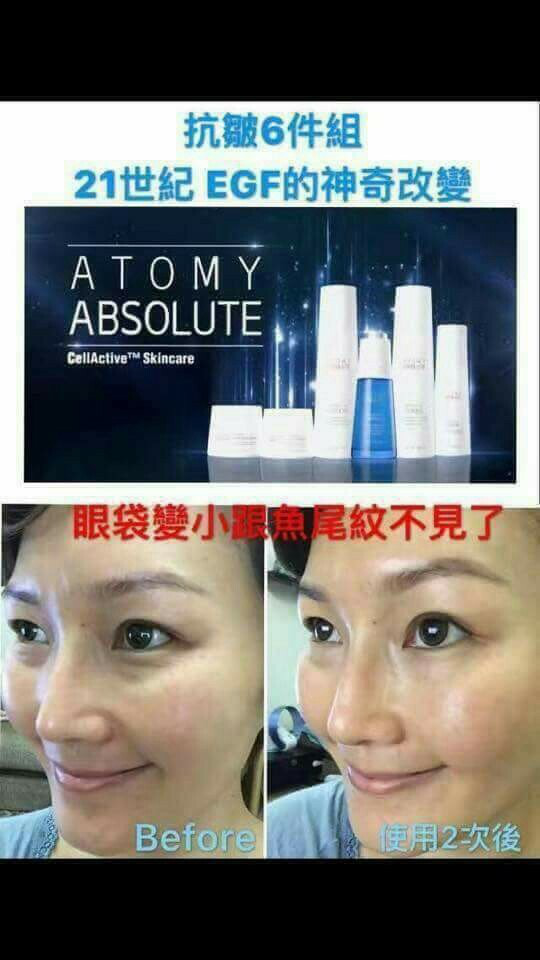 抗皺6件組
21世紀 EGF的神奇改變
ATOMY
ABSOLUTE
CellActive™ Skincare
眼袋變小跟魚尾紋不見了
Before
使用2次後